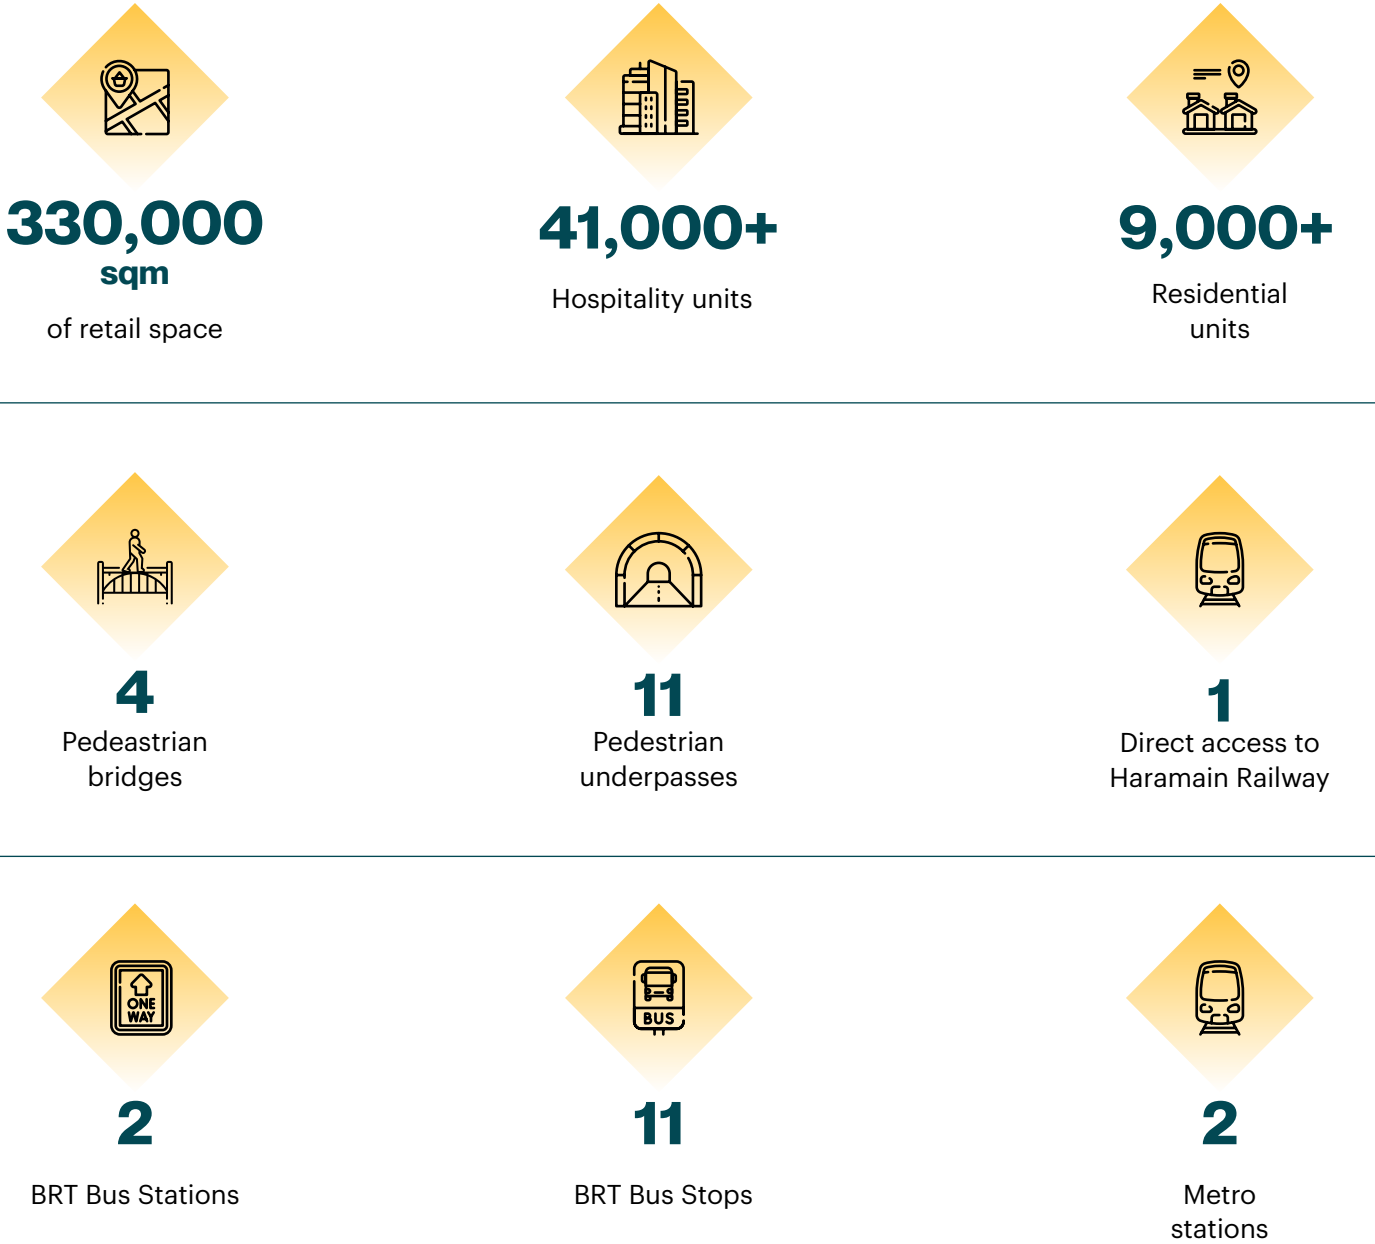 330,000
sqm
of retail space
41,000+
Hospitality units
9,000+
Residential
units
4
Pedeastrian
bridges
11
Pedestrian
underpasses
1
Direct access to
Haramain Railway
ONE
WAY
2
BRT Bus Stations
BUS
11
BRT Bus Stops
2
Metro
stations